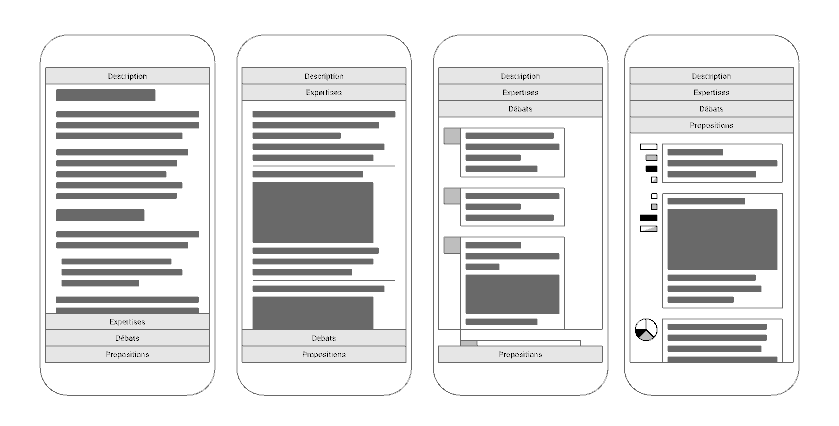 Description
Expertises
Débats
Propositions
Description
Expertises
Débats
Propositions
Description
Expertises
Débats
Propositions
Description
Expertises
Débats
Propositions